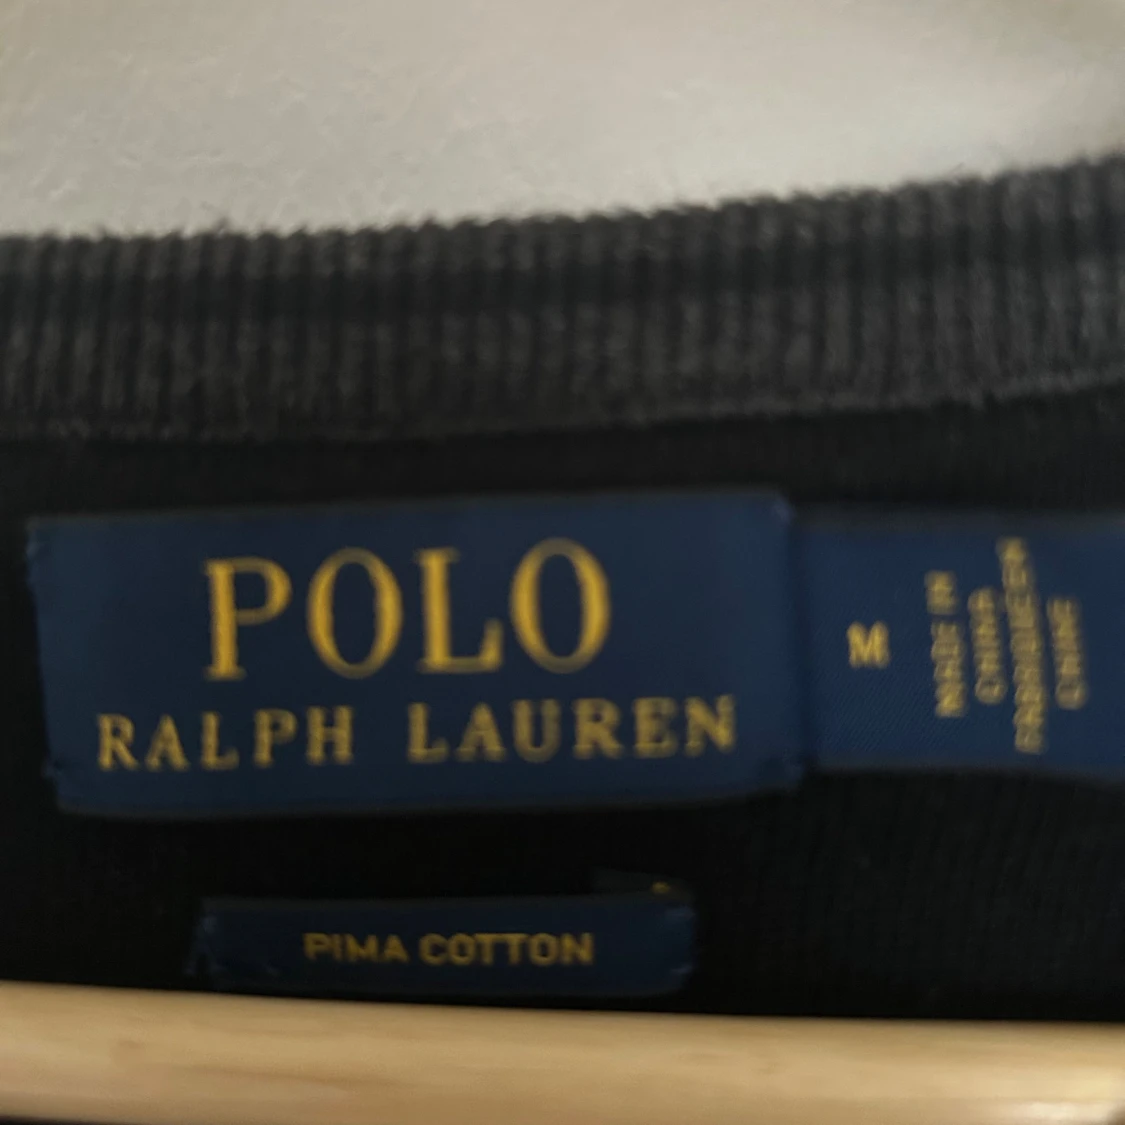 POLO
RALPH LAUREN
M
MADE IN
CHINA
FABRIQUÉ EN
CHINE
PIMA COTTON